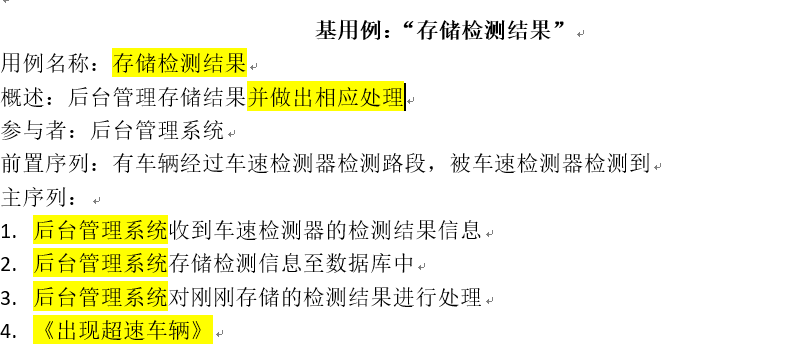 基用例：“存储检测结果”
用例名称：存储检测结果
概述：后台管理存储结果并做出相应处理
参与者：后台管理系统
前置序列：有车辆经过车速检测器检测路段，被车速检测器检测到
主序列：
1. 后台管理系统收到车速检测器的检测结果信息
2. 后台管理系统存储检测信息至数据库中
3. 后台管理系统对刚刚存储的检测结果进行处理
4. 《出现超速车辆》